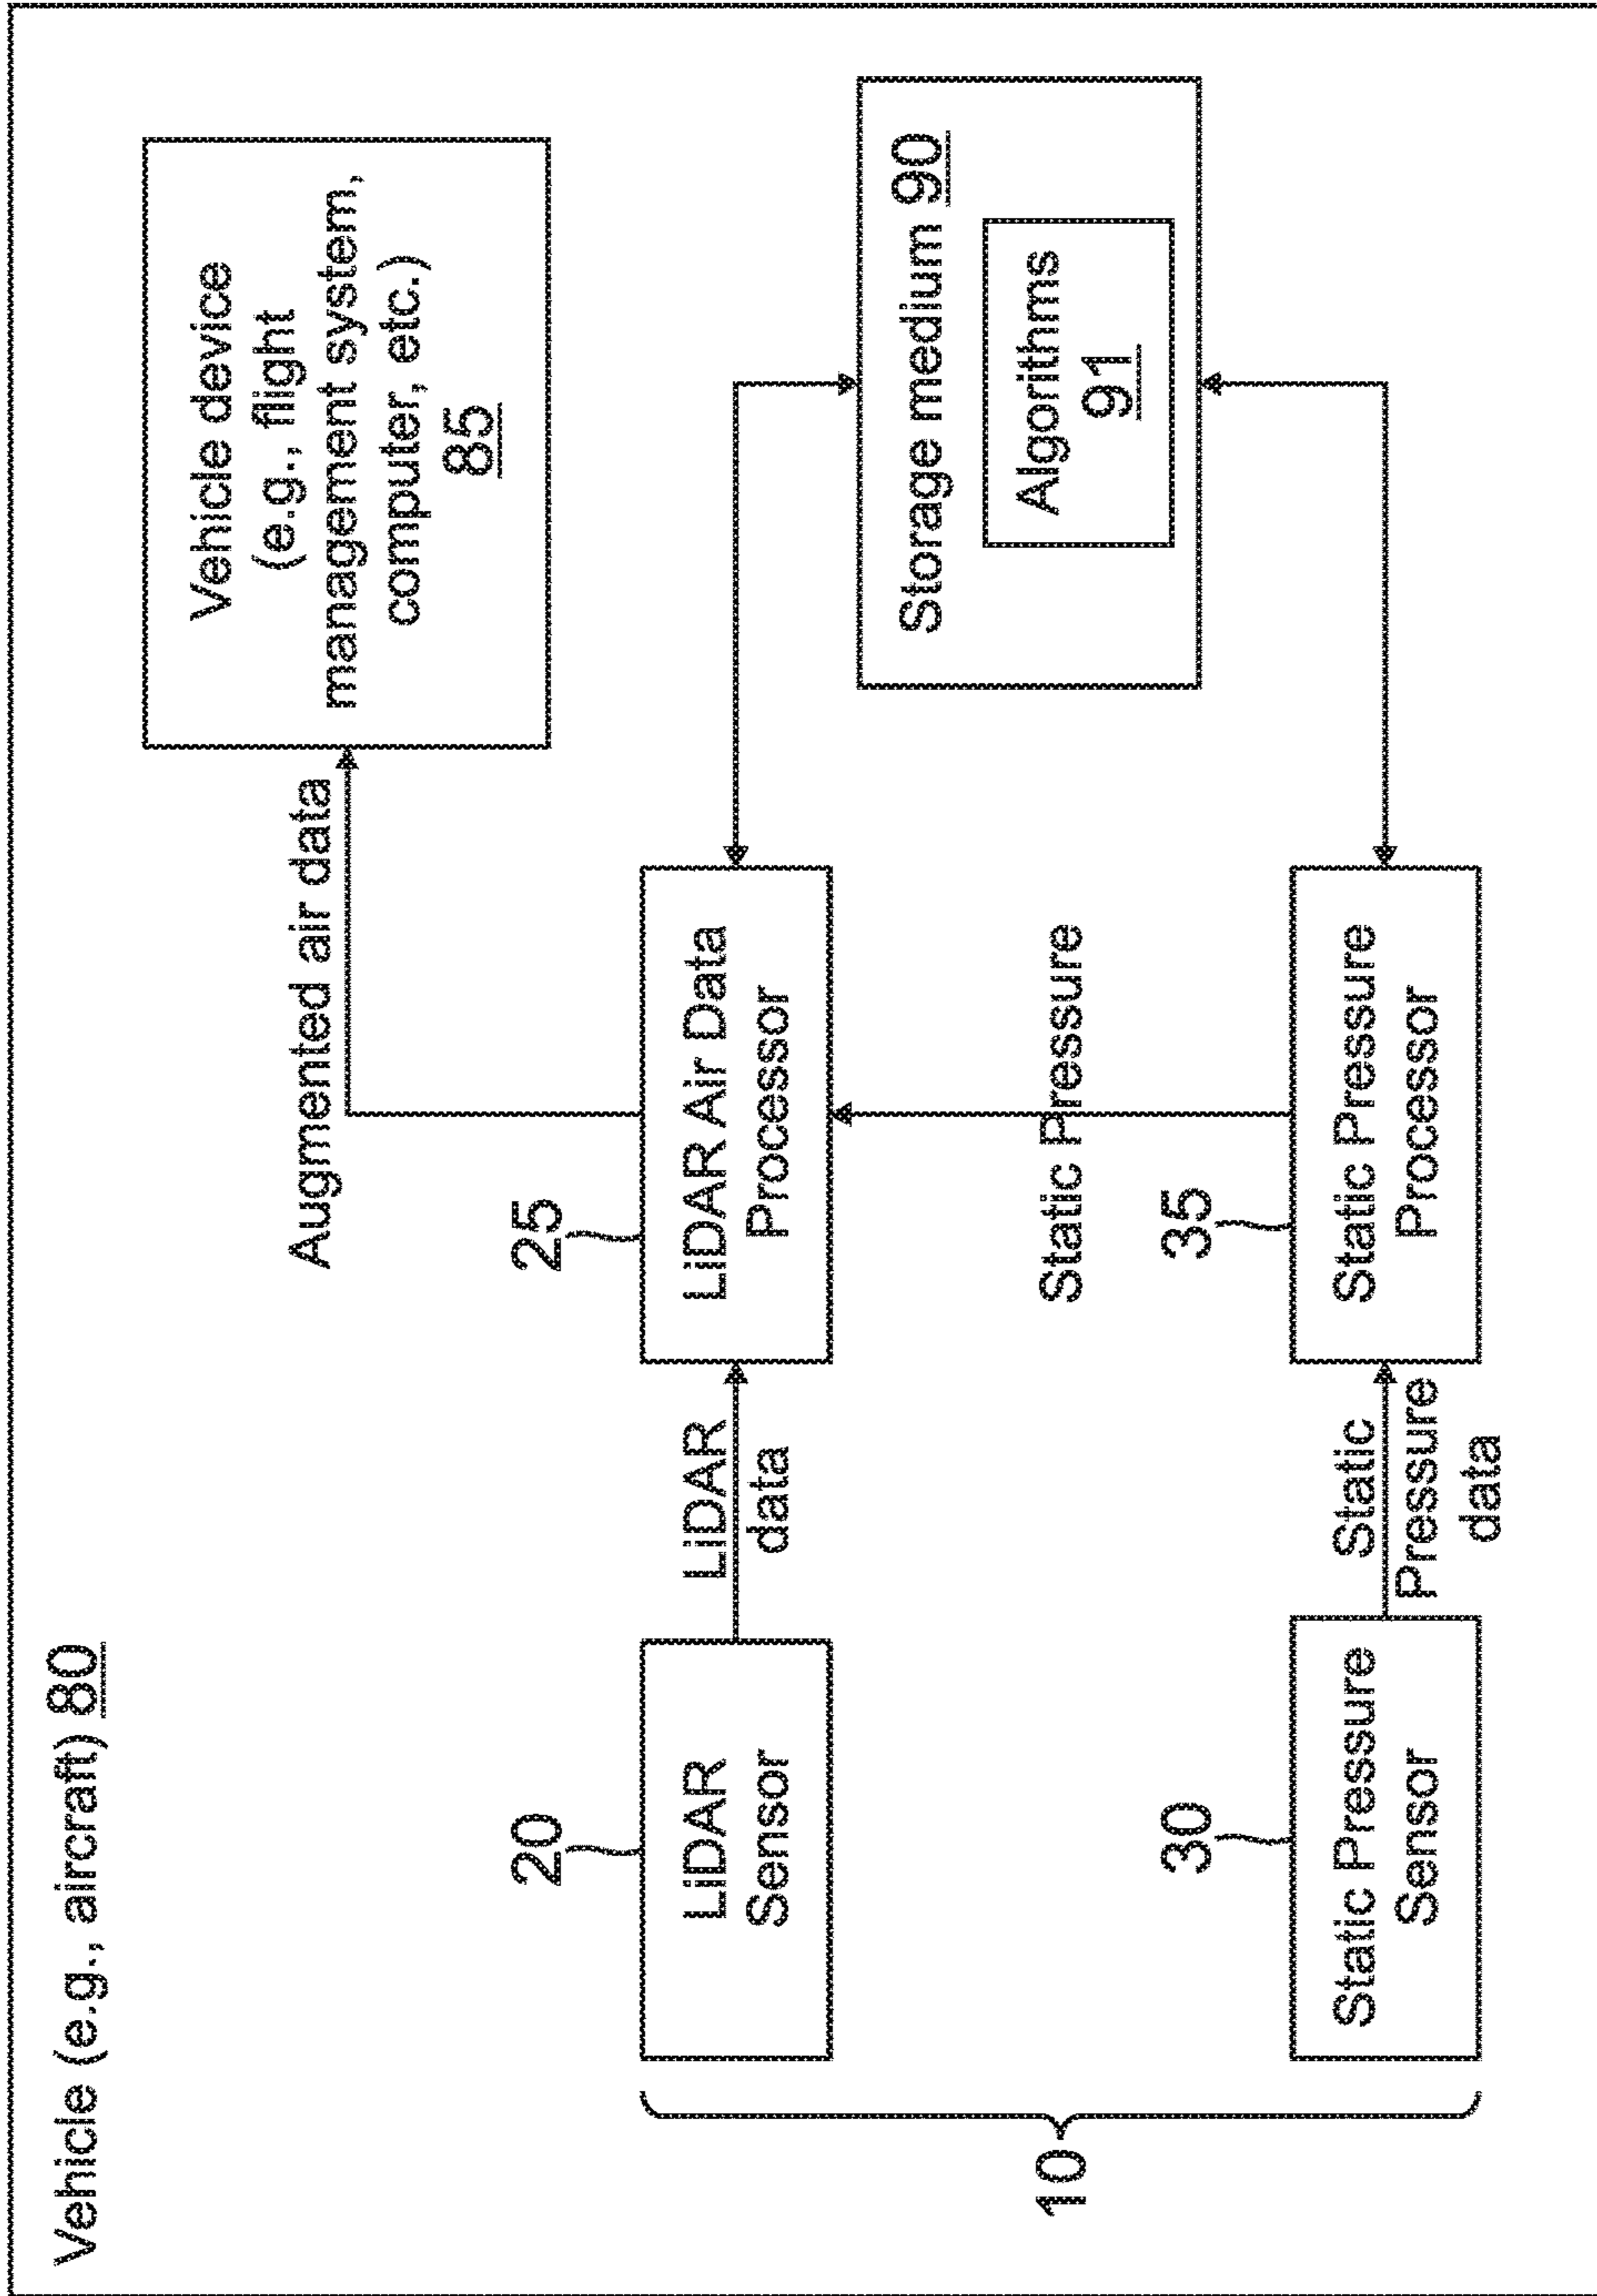 Vehicle (e.g., aircraft) 80
Vehicle device
(e.g., flight
management system,
computer, etc.)
85
Augmented air data
20
LiDAR
Sensor
LiDAR
data
25
LiDAR Air Data
Processor
Storage medium 90
Algorithms
91
10
Static Pressure
30
Static Pressure
Sensor
Static
Pressure
data
35
Static Pressure
Processor